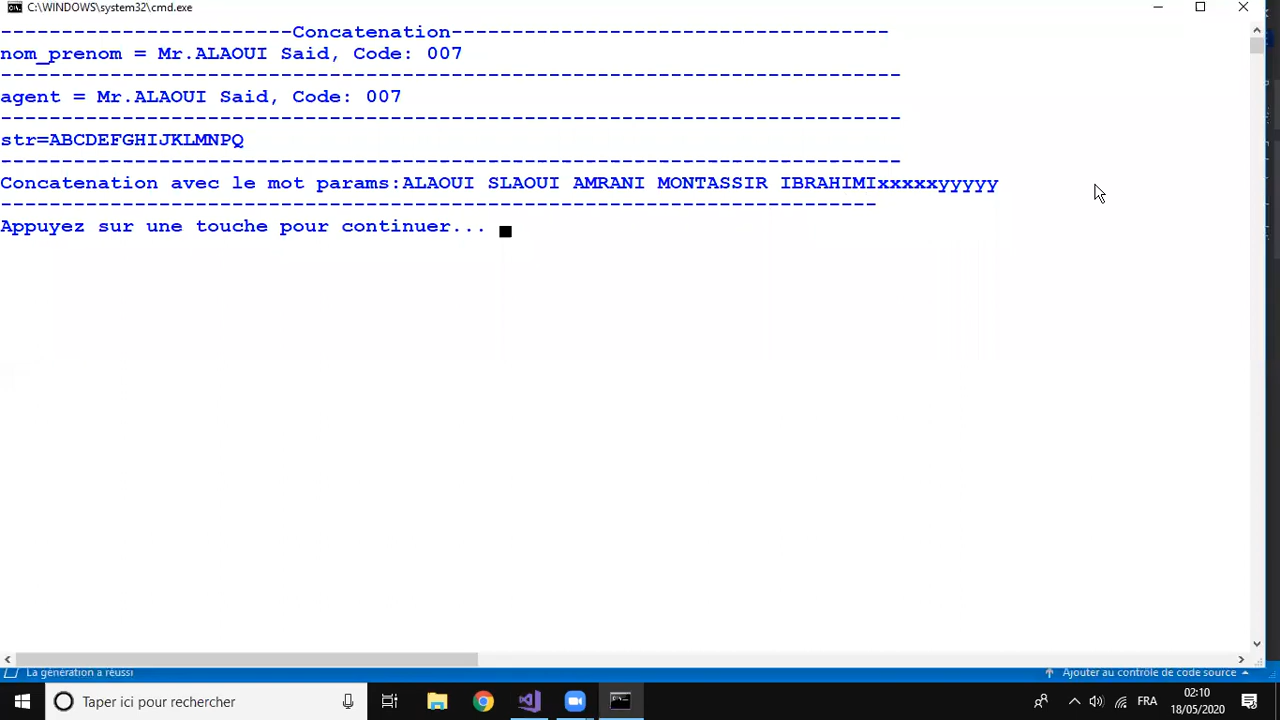 C:\WINDOWS\system32\cmd.exe
------------------------Concatenation------------------------------------
nom_prenom = Mr.ALAOUI Said, Code: 007
--------------------------------------------------------------------------
agent = Mr.ALAOUI Said, Code: 007
--------------------------------------------------------------------------
str=ABCDEFGHIJKLMNPQ
--------------------------------------------------------------------------
Concatenation avec le mot params:ALAOUI SLAOUI AMRANI MONTASSIR IBRAHIMIxxxxxyyyyy
------------------------------------------------------------------------
Appuyez sur une touche pour continuer...
La génération a réussi
Ajouter au contrôle de code source
Taper ici pour rechercher
FRA
02:10
18/05/2020